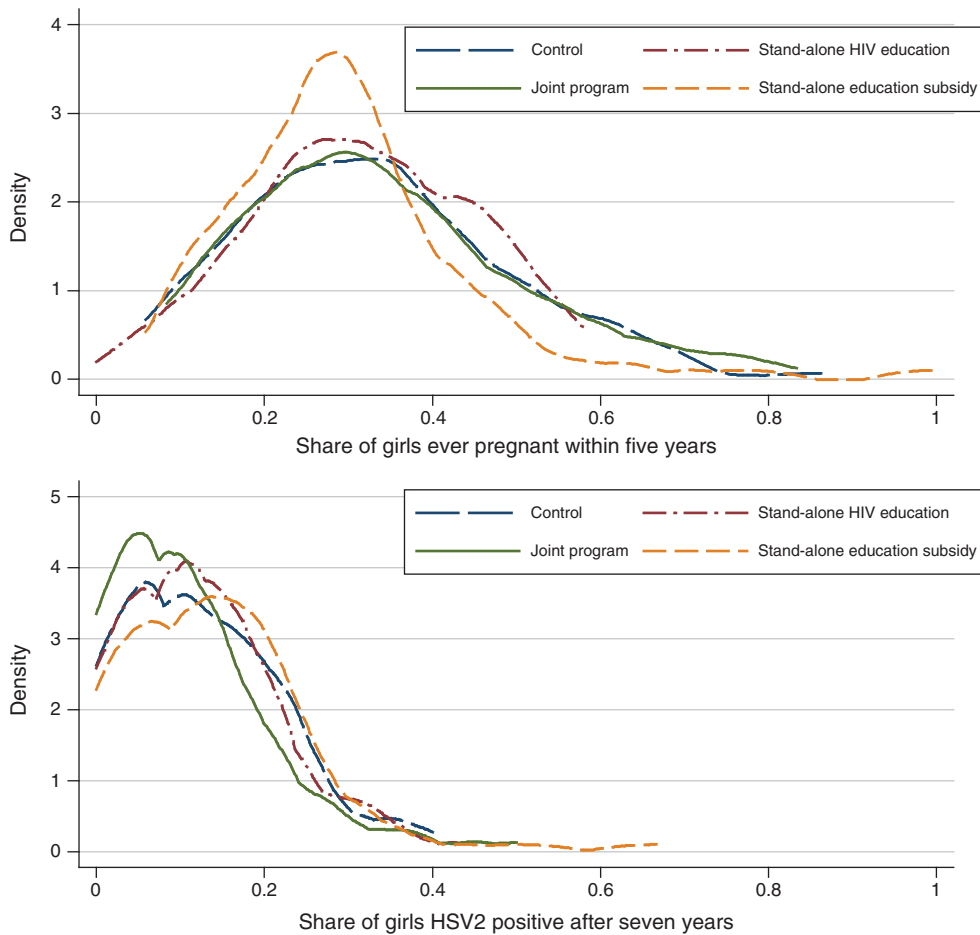 4
3
2
1
0
Density
Control
Stand-alone HIV education
Joint program
Stand-alone education subsidy
0
0.2
0.4
0.6
0.8
1
Share of girls ever pregnant within five years
5
4
3
2
1
0
Density
Control
Stand-alone HIV education
Joint program
Stand-alone education subsidy
0
0.2
0.4
0.6
0.8
1
Share of girls HSV2 positive after seven years